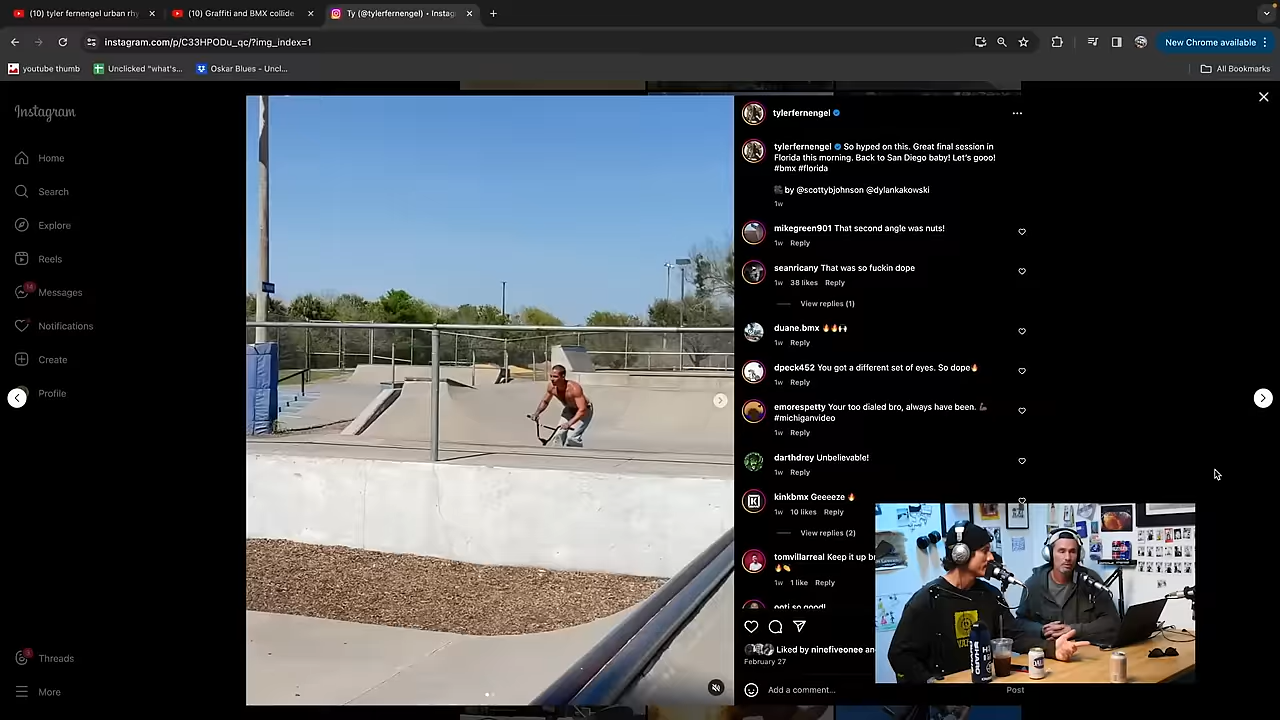 (10) tyler fernengel urban rhy
(10) Graffiti and BMX collide
Ty (@tylerfernengel) • Instag
instagram.com/p/C33HPODu_qc/?img_index=1
New Chrome available
youtube thumb
Unclicked "what's...
Oskar Blues - Uncl...
All Bookmarks
Instagram
Home
Search
Explore
Reels
14
Messages
Notifications
Create
Profile
Threads
More
tylerfernengel
tylerfernengel So hyped on this. Great final session in
Florida this morning. Back to San Diego baby! Let's gooo!
#bmx #florida
by @scottybjohnson @dylankakowski
1w
mikegreen901 That second angle was nuts!
1w Reply
seanricany That was so fuckin dope
1w 38 likes Reply
View replies (1)
duane.bmx 🔥🔥🙌
1w Reply
dpeck452 You got a different set of eyes. So dope🔥
1w Reply
emorespetty Your too dialed bro, always have been. 🦾
#michiganvideo
1w Reply
darthdrey Unbelievable!
1w Reply
kinkbmx Geeeeze 🔥
1w 10 likes Reply
View replies (2)
tomvillarreal Keep it up b
🔥👏
1w 1 like Reply
ooti so good!
Liked by ninefiveonee an
February 27
Add a comment...
Post